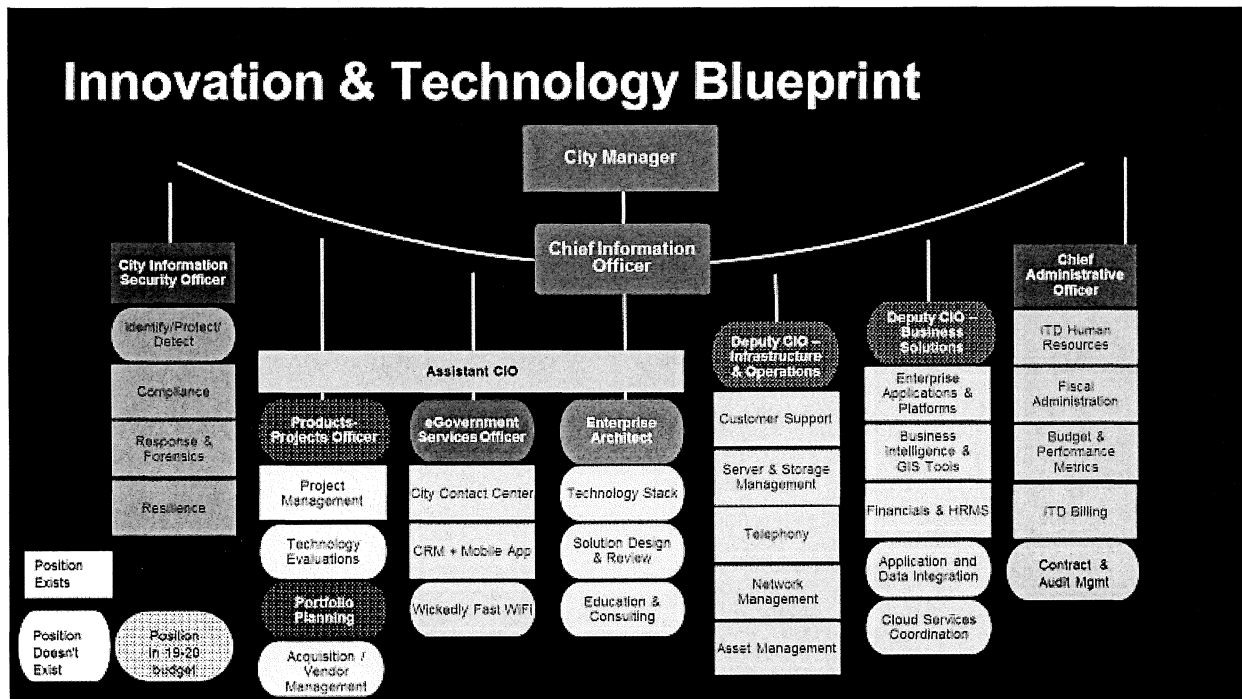 Innovation & Technology Blueprint
City Manager
Chief Information
Officer
City Information
Security Officer
Identify/Protect/
Detect
Compliance
Response &
Forensics
Resilience
Assistant CIO
Products-
Projects Officer
Project
Management
Technology
Evaluations
Portfolio
Planning
Acquisition /
Vendor
Management
eGovernment
Services Officer
City Contact Center
CRM + Mobile App
Wickedly Fast WiFi
Enterprise
Architect
Technology Stack
Solution Design
& Review
Education &
Consulting
Deputy CIO –
Infrastructure
& Operations
Customer Support
Server & Storage
Management
Telephony
Network
Management
Asset Management
Deputy CIO –
Business
Solutions
Enterprise
Applications &
Platforms
Business
Intelligence &
GIS Tools
Financials & HRMS
Application and
Data Integration
Cloud Services
Coordination
Chief
Administrative
Officer
ITD Human
Resources
Fiscal
Administration
Budget &
Performance
Metrics
ITD Billing
Contract &
Audit Mgmt
Position
Exists
Position
Doesn't
Exist
Position
in 19-20
budget